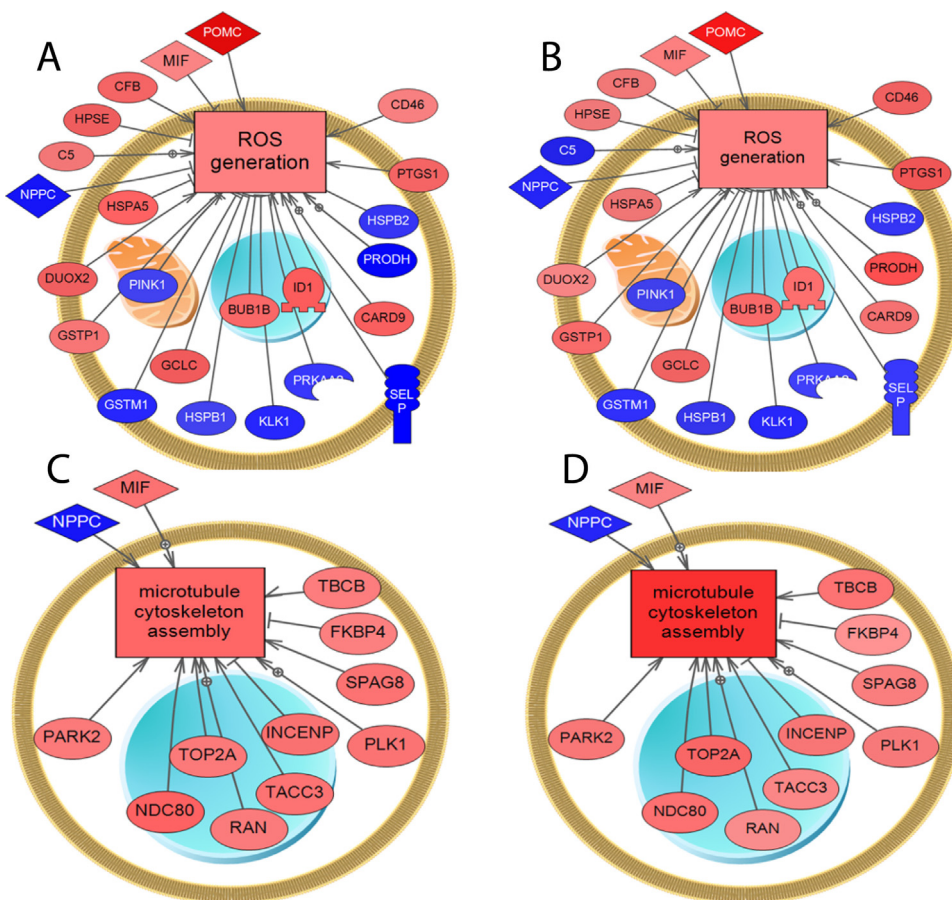 A
POMC
MIF
CFB
CD46
HPSE
ROS
generation
C5
PTGS1
NPPC
HSPA5
HSPB2
PRODH
DUOX2
PINK1
ID1
BUB1B
CARD9
GSTP1
GCLC
SEL
P
GSTM1
HSPB1
KLK1
B
POMC
MIF
CFB
CD46
HPSE
ROS
generation
C5
PTGS1
NPPC
HSPA5
HSPB2
PRODH
DUOX2
PINK1
ID1
BUB1B
CARD9
GSTP1
GCLC
SEL
P
GSTM1
HSPB1
KLK1
C
MIF
NPPC
microtubule
cytoskeleton
assembly
TBCB
FKBP4
SPAG8
PARK2
INCENP
PLK1
TOP2A
TACC3
NDC80
RAN
D
MIF
NPPC
microtubule
cytoskeleton
assembly
TBCB
FKBP4
SPAG8
PARK2
INCENP
PLK1
TOP2A
TACC3
NDC80
RAN